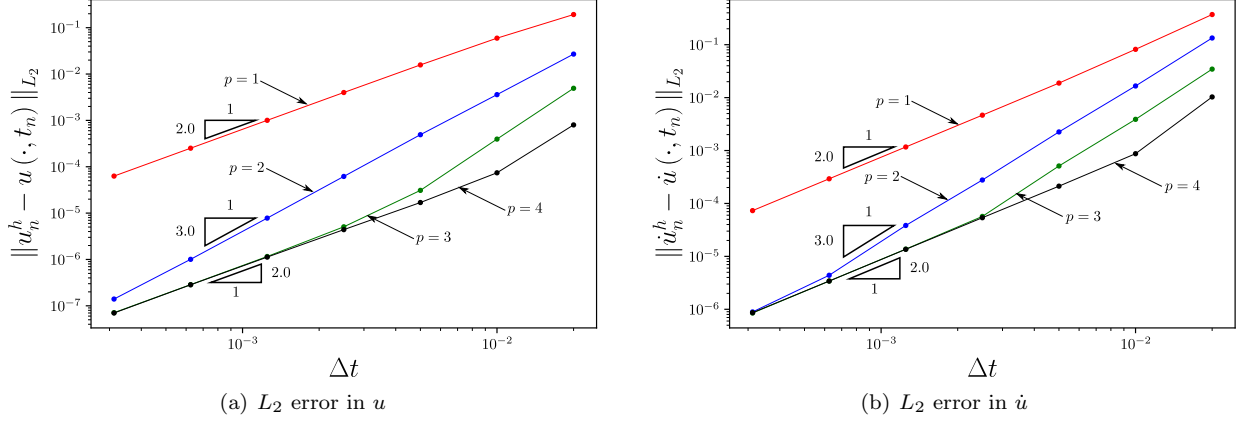 ‖u_n^h − u(·, t_n)‖_{L_2}
10^{−1}
10^{−2}
10^{−3}
10^{−4}
10^{−5}
10^{−6}
10^{−7}
p = 1
1
2.0
p = 2
1
3.0
p = 4
p = 3
2.0
1
10^{−3}
10^{−2}
Δt
(a) L_2 error in u
‖u̇_n^h − u̇(·, t_n)‖_{L_2}
10^{−1}
10^{−2}
10^{−3}
10^{−4}
10^{−5}
10^{−6}
p = 1
1
2.0
p = 2
p = 4
1
3.0
p = 3
2.0
1
10^{−3}
10^{−2}
Δt
(b) L_2 error in u̇